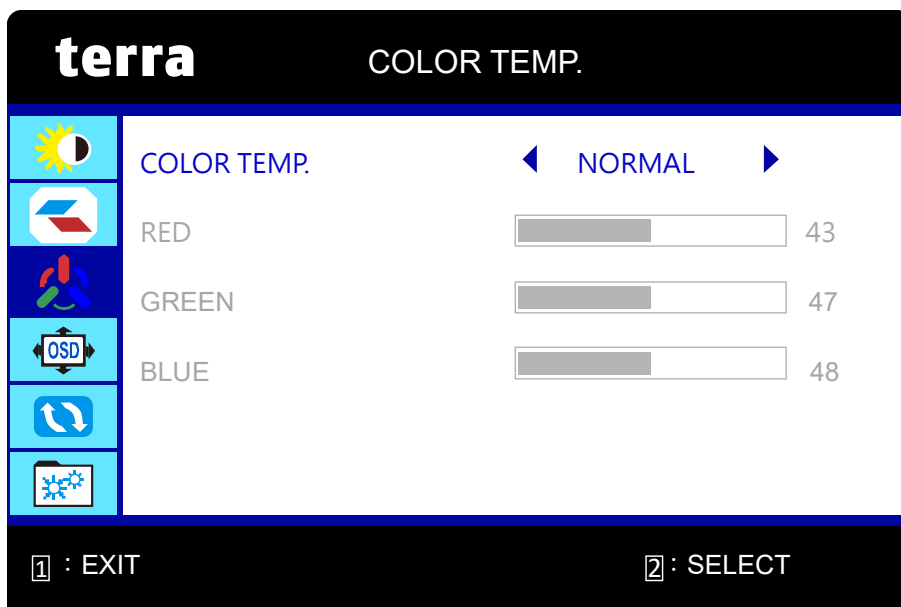 terra COLOR TEMP.
COLOR TEMP. NORMAL
RED 43
GREEN 47
OSD
BLUE 48
1 : EXIT 2 : SELECT